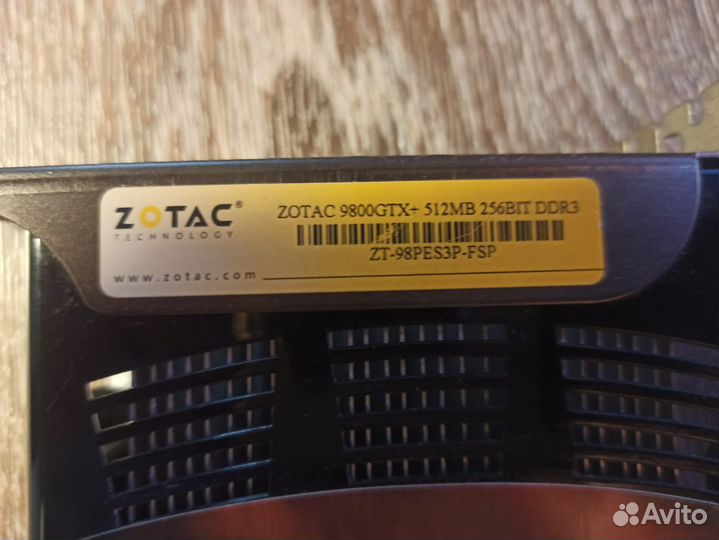 ZOTAC®
TECHNOLOGY
www.zotac.com
ZOTAC 9800GTX+ 512MB 256BIT DDR3
ZT-98PES3P-FSP
Avito